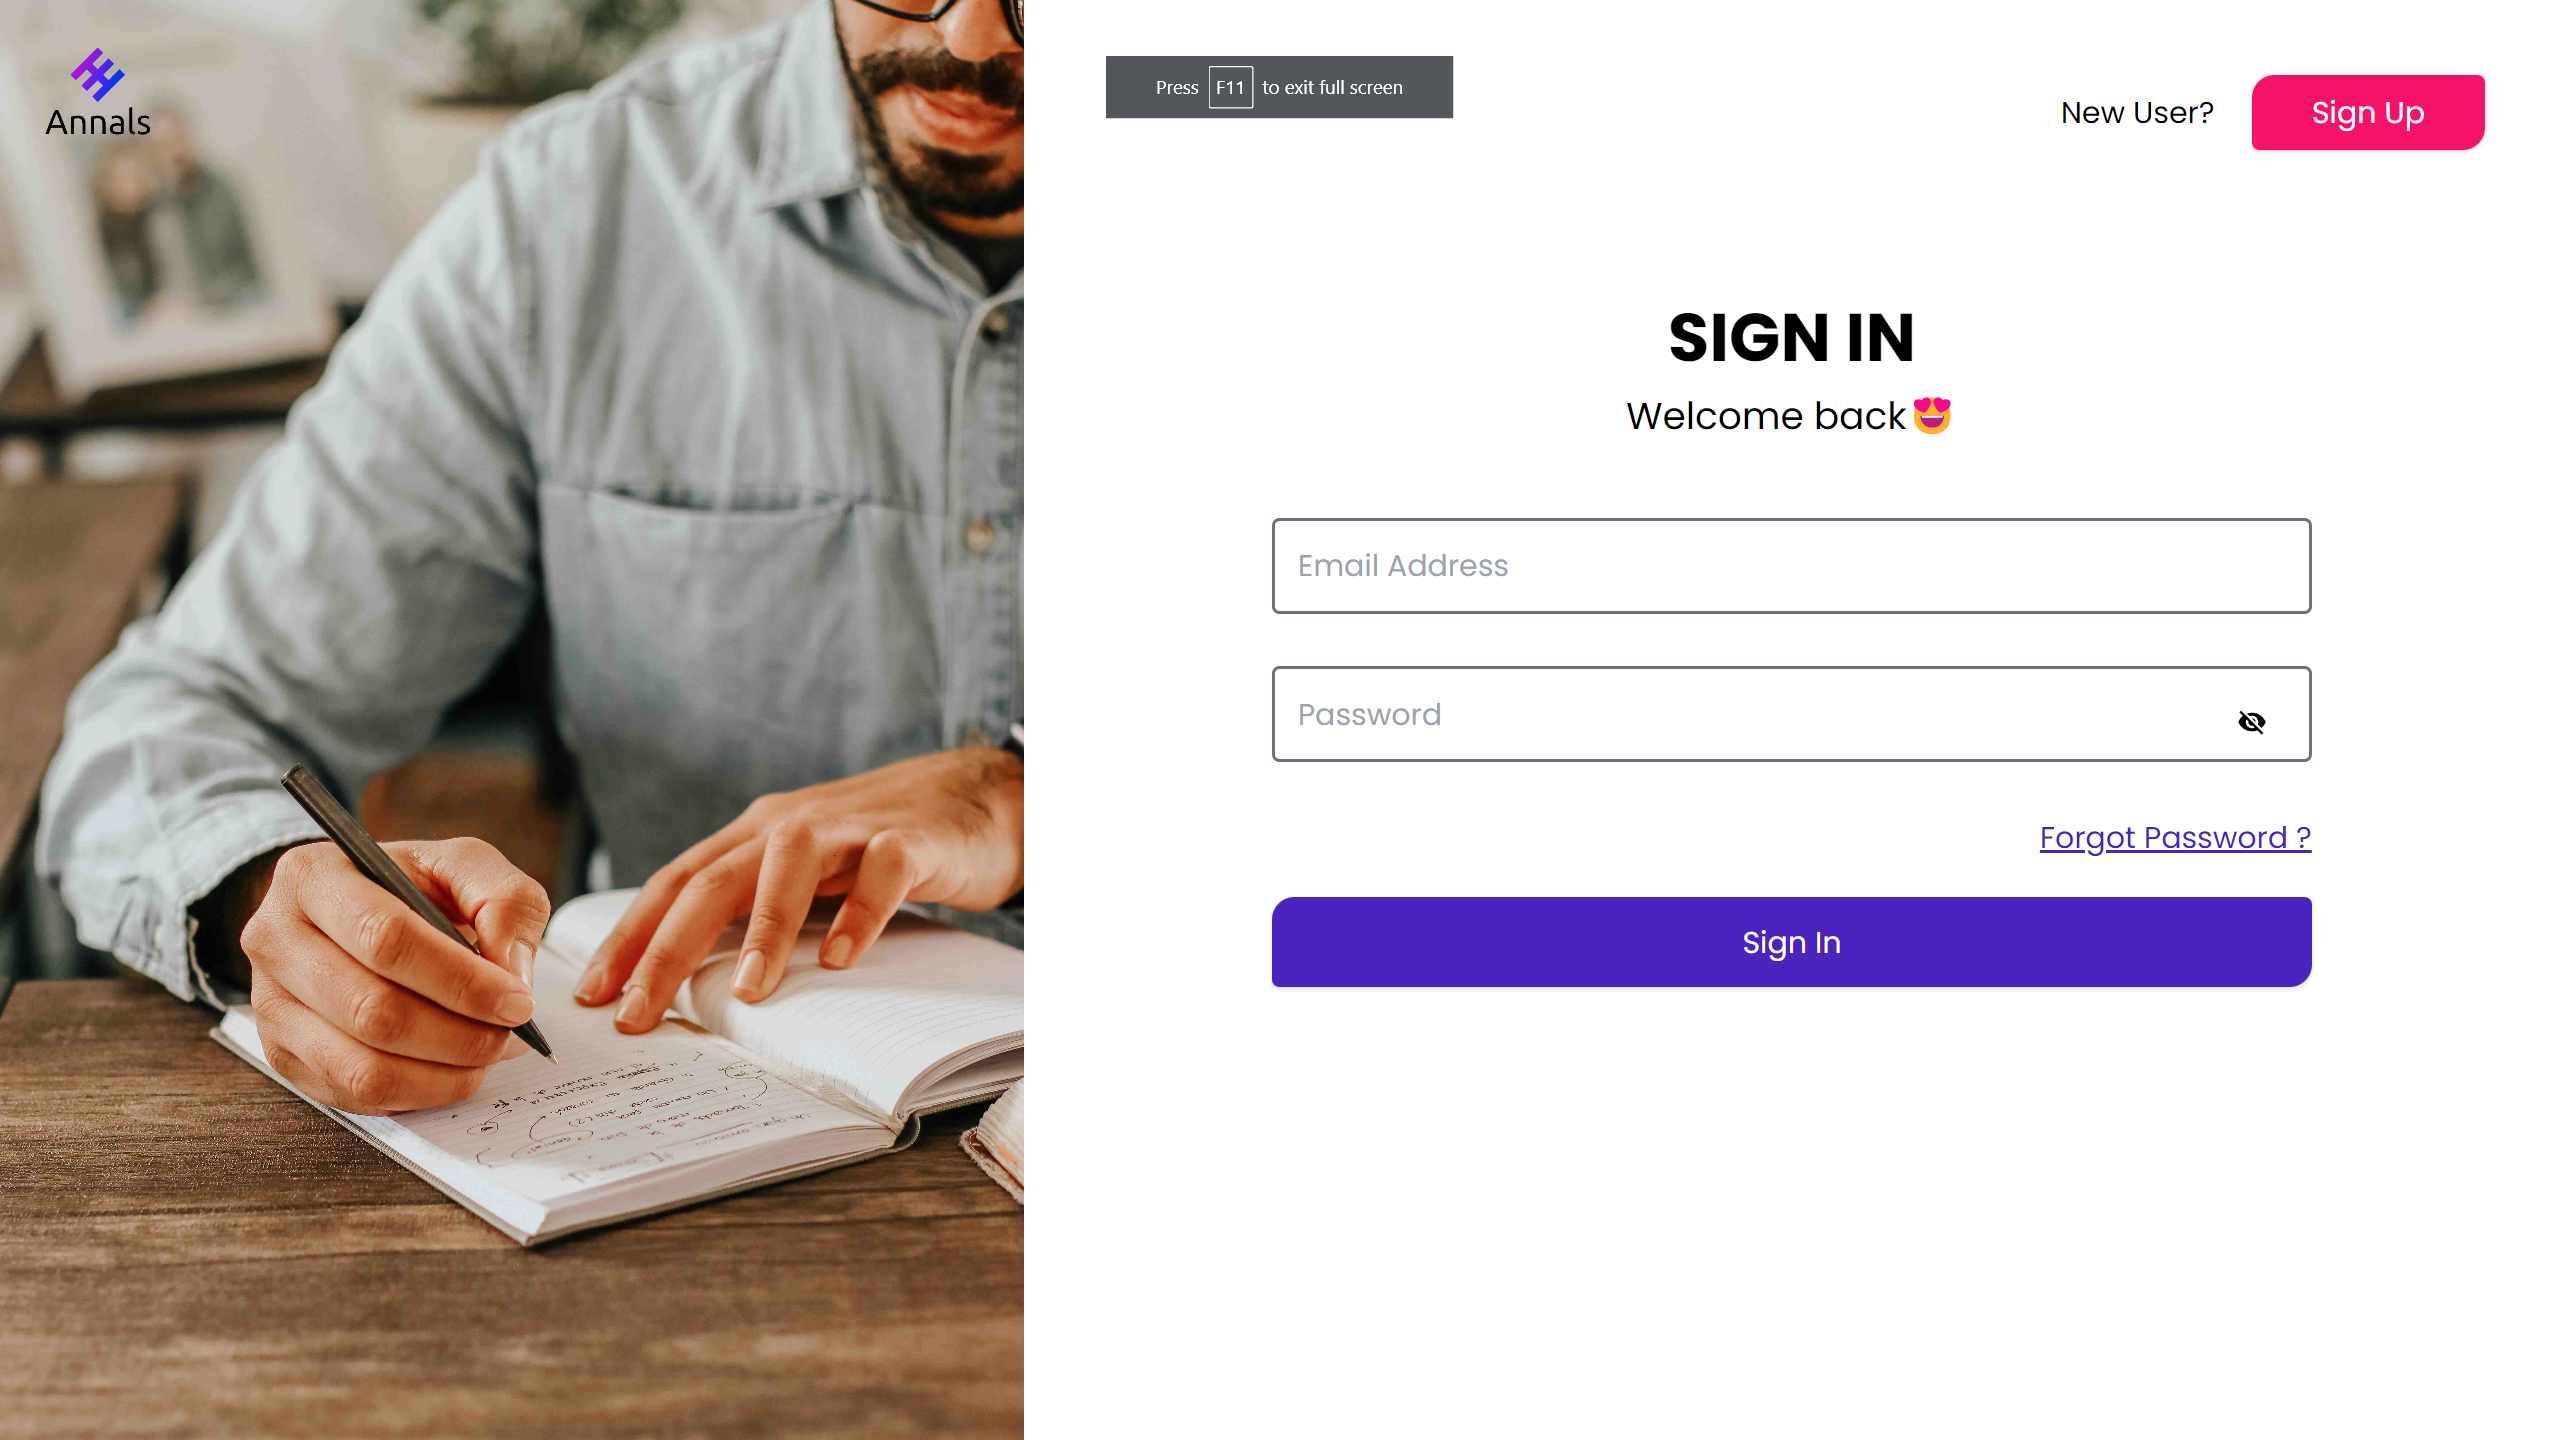 Annals
Press F11 to exit full screen
New User?
Sign Up
SIGN IN
Welcome back😍
Email Address
Password
Forgot Password ?
Sign In